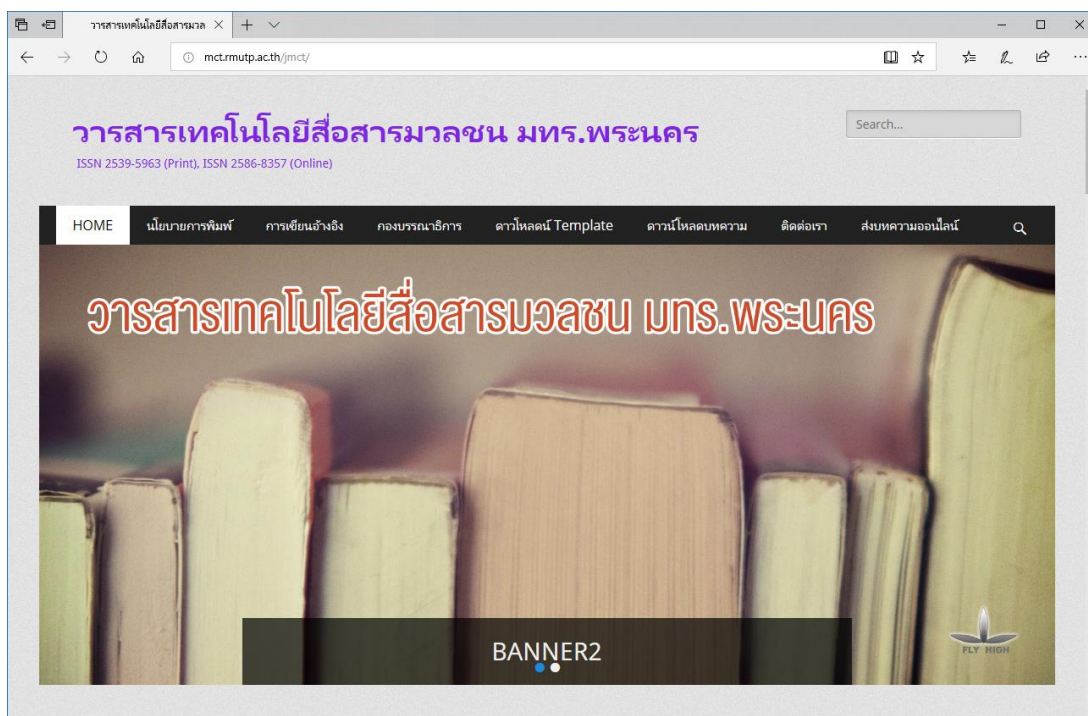 วารสารเทคโนโลยีสื่อสารมวล
mct.rmutp.ac.th/jmct/
วารสารเทคโนโลยีสื่อสารมวลชน มทร.พระนคร
Search...
ISSN 2539-5963 (Print), ISSN 2586-8357 (Online)
HOME นโยบายการพิมพ์ การเขียนอ้างอิง กองบรรณาธิการ ดาวโหลดน์ Template ดาวน์โหลดบทความ ติดต่อเรา ส่งบทความออนไลน์
วารสารเทคโนโลยีสื่อสารมวลชน มทร.พระนคร
BANNER2
FLY HIGH